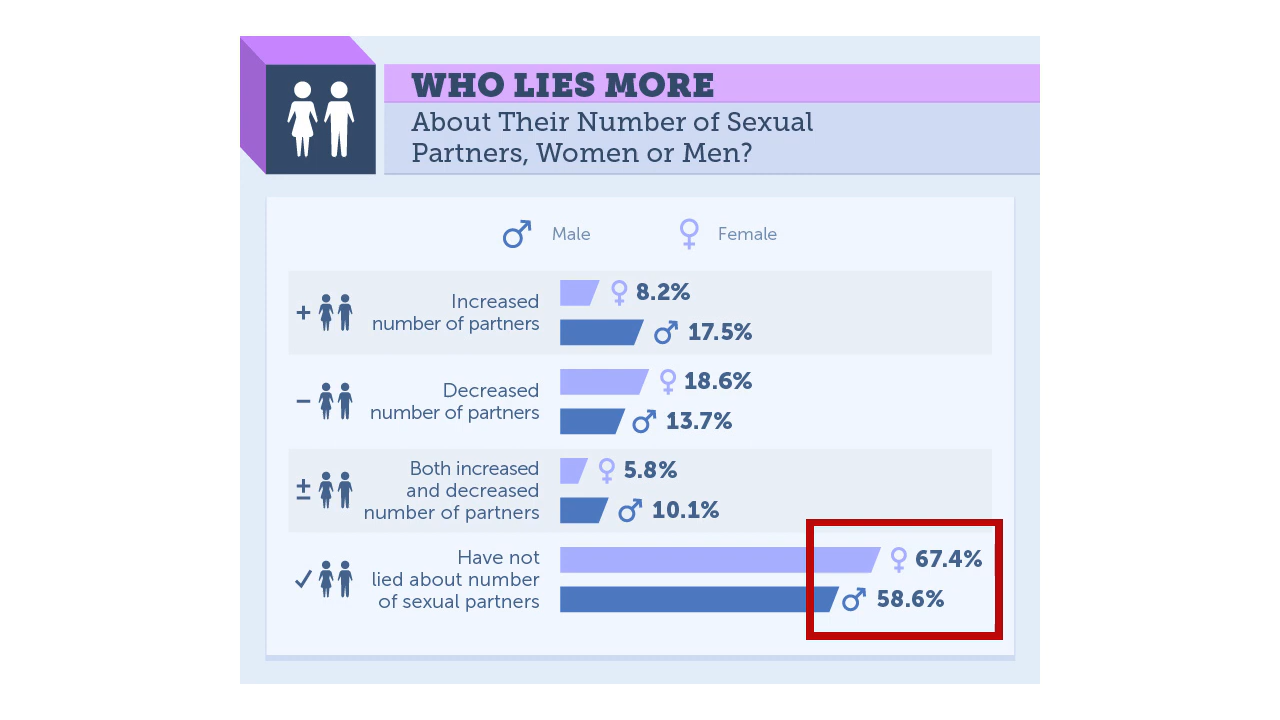 WHO LIES MORE
About Their Number of Sexual
Partners, Women or Men?
Male
Female
Increased
number of partners
8.2%
17.5%
Decreased
number of partners
18.6%
13.7%
Both increased
and decreased
number of partners
5.8%
10.1%
Have not
lied about number
of sexual partners
67.4%
58.6%